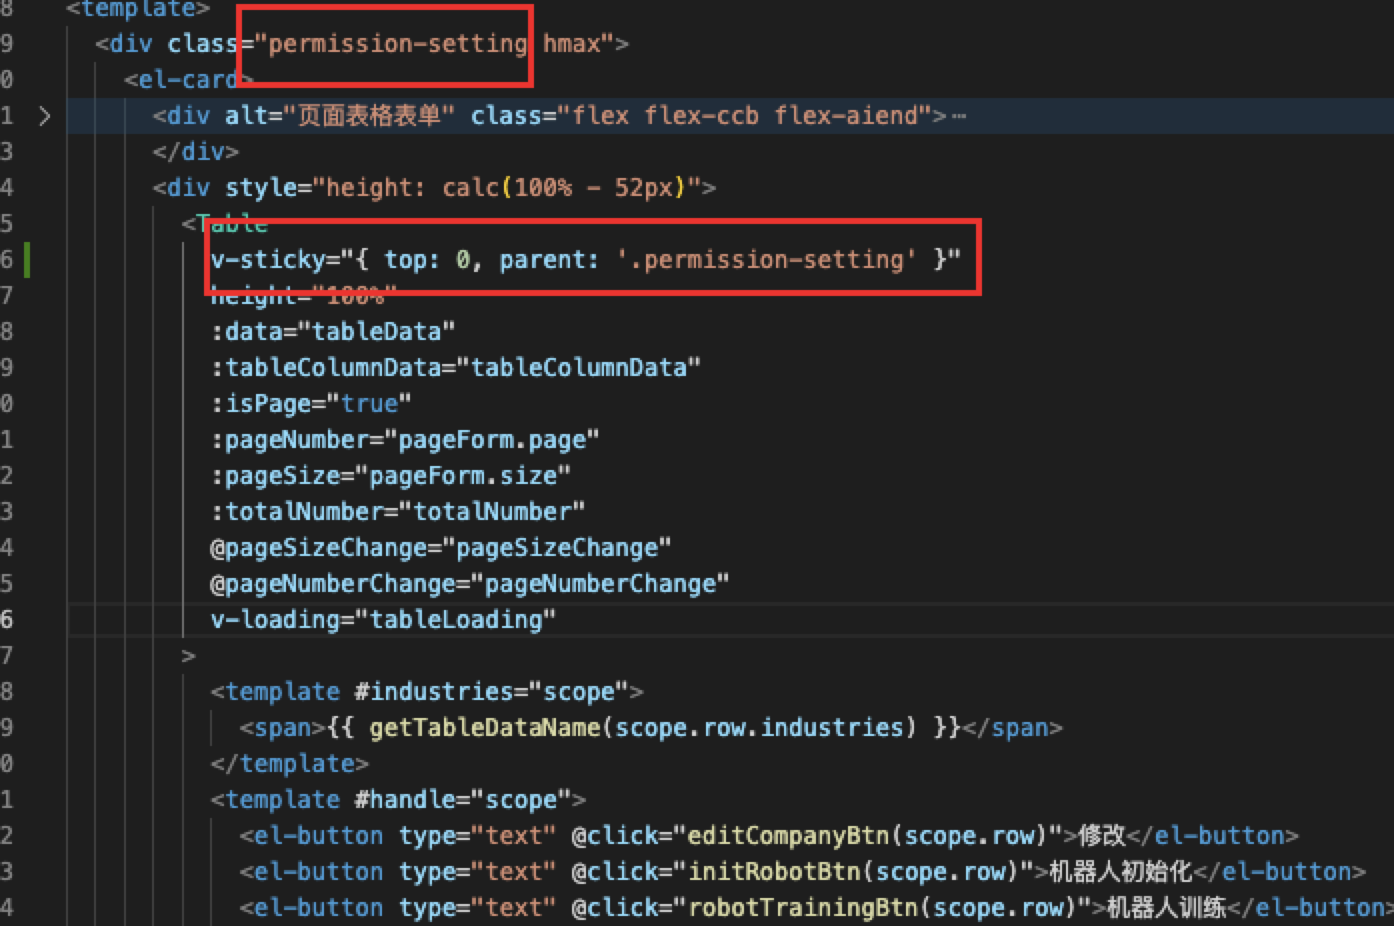 8 <template>
9 <div class="permission-setting hmax">
0 <el-card>
1 <div alt="页面表格表单" class="flex flex-ccb flex-aiend">…
3 </div>
4 <div style="height: calc(100% - 52px)">
5 <Table
6 v-sticky="{ top: 0, parent: '.permission-setting' }"
7 height="100%"
8 :data="tableData"
9 :tableColumnData="tableColumnData"
0 :isPage="true"
1 :pageNumber="pageForm.page"
2 :pageSize="pageForm.size"
3 :totalNumber="totalNumber"
4 @pageSizeChange="pageSizeChange"
5 @pageNumberChange="pageNumberChange"
6 v-loading="tableLoading"
7 >
8 <template #industries="scope">
9 <span>{{ getTableDataName(scope.row.industries) }}</span>
0 </template>
1 <template #handle="scope">
2 <el-button type="text" @click="editCompanyBtn(scope.row)">修改</el-button>
3 <el-button type="text" @click="initRobotBtn(scope.row)">机器人初始化</el-button>
4 <el-button type="text" @click="robotTrainingBtn(scope.row)">机器人训练</el-button>